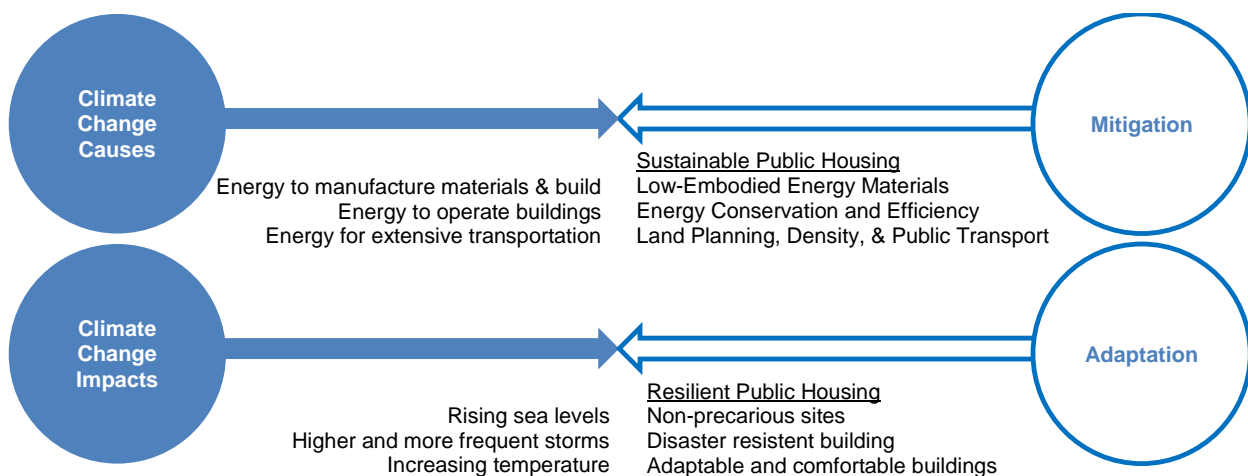 Climate
Change
Causes
Mitigation
Energy to manufacture materials & build
Energy to operate buildings
Energy for extensive transportation
Sustainable Public Housing
Low-Embodied Energy Materials
Energy Conservation and Efficiency
Land Planning, Density, & Public Transport
Climate
Change
Impacts
Adaptation
Rising sea levels
Higher and more frequent storms
Increasing temperature
Resilient Public Housing
Non-precarious sites
Disaster resistent building
Adaptable and comfortable buildings